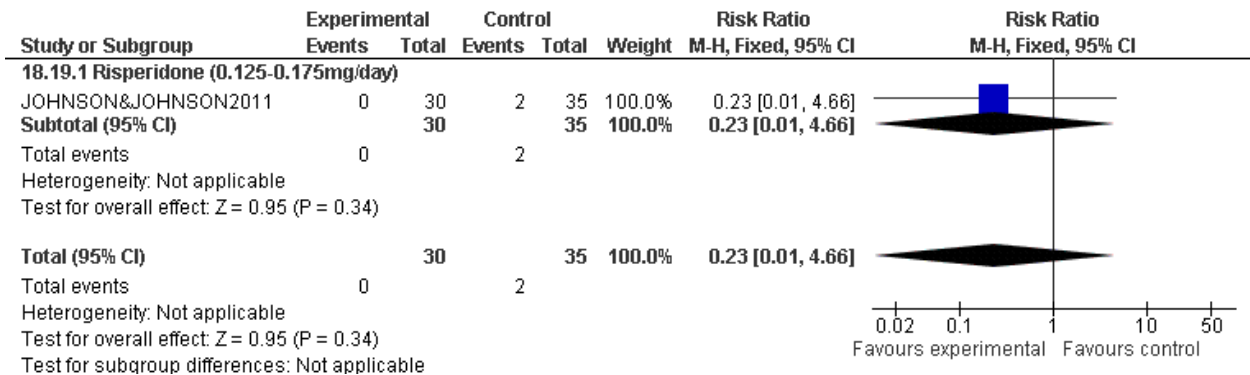 Experimental Control Risk Ratio Risk Ratio
Study or Subgroup Events Total Events Total Weight M-H, Fixed, 95% CI M-H, Fixed, 95% CI
18.19.1 Risperidone (0.125-0.175mg/day)
JOHNSON&JOHNSON2011 0 30 2 35 100.0% 0.23 [0.01, 4.66]
Subtotal (95% CI) 30 35 100.0% 0.23 [0.01, 4.66]
Total events 0 2
Heterogeneity: Not applicable
Test for overall effect: Z = 0.95 (P = 0.34)
Total (95% CI) 30 35 100.0% 0.23 [0.01, 4.66]
Total events 0 2
Heterogeneity: Not applicable
Test for overall effect: Z = 0.95 (P = 0.34)
Test for subgroup differences: Not applicable
0.02 0.1 1 10 50
Favours experimental Favours control